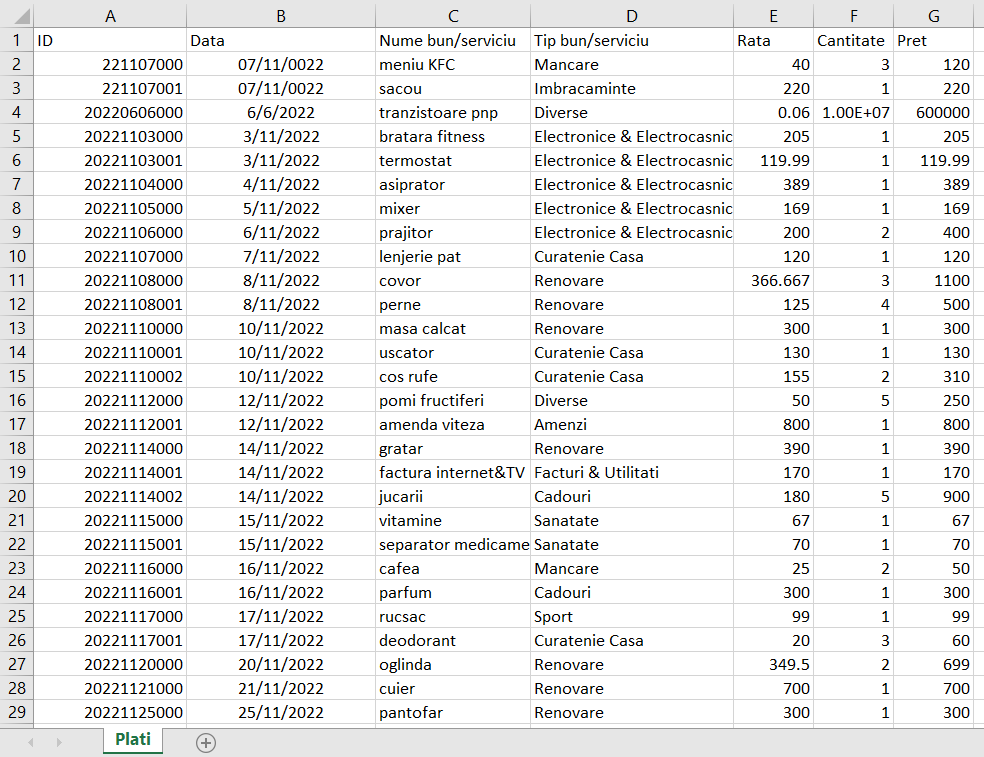 A B C D E F G
1 ID Data Nume bun/serviciu Tip bun/serviciu Rata Cantitate Pret
2 221107000 07/11/0022 meniu KFC Mancare 40 3 120
3 221107001 07/11/0022 sacou Imbracaminte 220 1 220
4 20220606000 6/6/2022 tranzistoare pnp Diverse 0.06 1.00E+07 600000
5 20221103000 3/11/2022 bratara fitness Electronice & Electrocasnic 205 1 205
6 20221103001 3/11/2022 termostat Electronice & Electrocasnic 119.99 1 119.99
7 20221104000 4/11/2022 asiprator Electronice & Electrocasnic 389 1 389
8 20221105000 5/11/2022 mixer Electronice & Electrocasnic 169 1 169
9 20221106000 6/11/2022 prajitor Electronice & Electrocasnic 200 2 400
10 20221107000 7/11/2022 lenjerie pat Curatenie Casa 120 1 120
11 20221108000 8/11/2022 covor Renovare 366.667 3 1100
12 20221108001 8/11/2022 perne Renovare 125 4 500
13 20221110000 10/11/2022 masa calcat Renovare 300 1 300
14 20221110001 10/11/2022 uscator Curatenie Casa 130 1 130
15 20221110002 10/11/2022 cos rufe Curatenie Casa 155 2 310
16 20221112000 12/11/2022 pomi fructiferi Diverse 50 5 250
17 20221112001 12/11/2022 amenda viteza Amenzi 800 1 800
18 20221114000 14/11/2022 gratar Renovare 390 1 390
19 20221114001 14/11/2022 factura internet&TV Facturi & Utilitati 170 1 170
20 20221114002 14/11/2022 jucarii Cadouri 180 5 900
21 20221115000 15/11/2022 vitamine Sanatate 67 1 67
22 20221115001 15/11/2022 separator medicame Sanatate 70 1 70
23 20221116000 16/11/2022 cafea Mancare 25 2 50
24 20221116001 16/11/2022 parfum Cadouri 300 1 300
25 20221117000 17/11/2022 rucsac Sport 99 1 99
26 20221117001 17/11/2022 deodorant Curatenie Casa 20 3 60
27 20221120000 20/11/2022 oglinda Renovare 349.5 2 699
28 20221121000 21/11/2022 cuier Renovare 700 1 700
29 20221125000 25/11/2022 pantofar Renovare 300 1 300
Plati